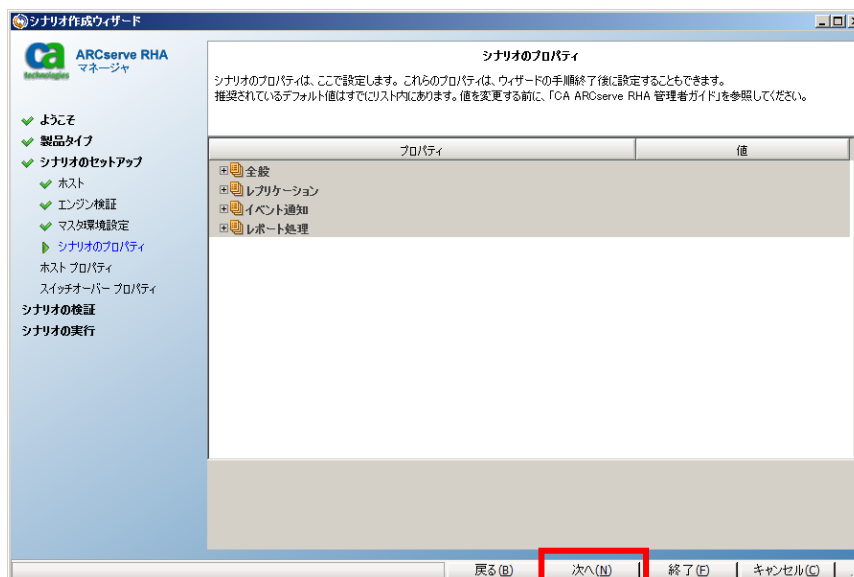 シナリオ作成ウィザード
ca
technologies
ARCserve RHA
マネージャ
ようこそ
製品タイプ
シナリオのセットアップ
ホスト
エンジン検証
マスタ環境設定
シナリオのプロパティ
ホスト プロパティ
スイッチオーバー プロパティ
シナリオの検証
シナリオの実行
シナリオのプロパティ
シナリオのプロパティは、ここで設定します。これらのプロパティは、ウィザードの手順終了後に設定することもできます。
推奨されているデフォルト値はすでにリスト内にあります。値を変更する前に、「CA ARCserve RHA 管理者ガイド」を参照してください。
プロパティ 値
全般
レプリケーション
イベント通知
レポート処理
戻る(B) 次へ(N) 終了(F) キャンセル(C)